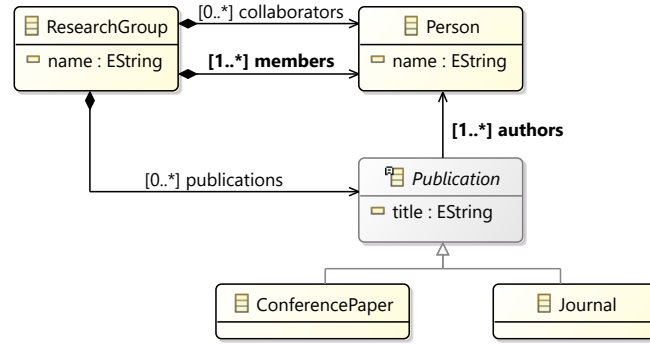 [0..*] collaborators
ResearchGroup
Person
name : EString
[1..*] members
name : EString
[1..*] authors
[0..*] publications
Publication
title : EString
ConferencePaper
Journal